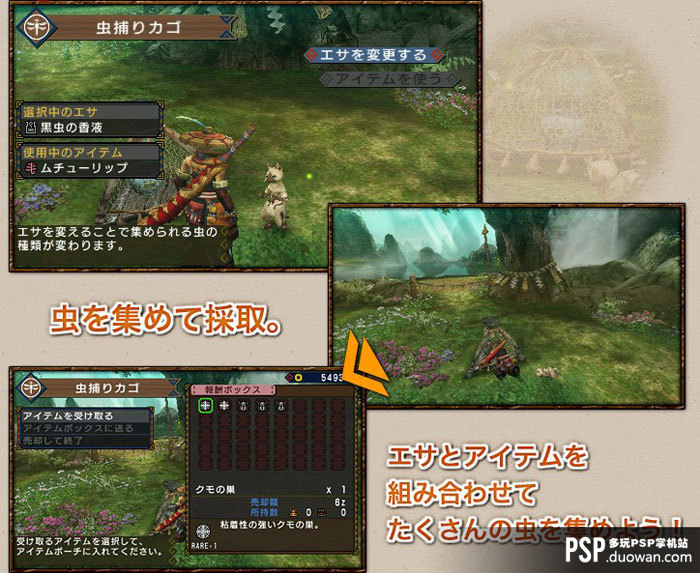 虫捕りカゴ
エサを変更する
アイテムを使う
選択中のエサ
黒虫の香液
使用中のアイテム
ムチューリップ
エサを変えることで集められる虫の
種類が変わります。
虫を集めて採取。
虫捕りカゴ
5493
アイテムを受け取る
アイテムボックスに送る
売却して終了
報酬ボックス
クモの巣 x 1
売却額 6z
所持数 0 0
粘着性の強いクモの巣。
RARE-1
受け取るアイテムを選択して、
アイテムポーチに入れてください。
エサとアイテムを
組み合わせて
たくさんの虫を集めよう！
PSP 多玩PSP掌机站
.duowan.com